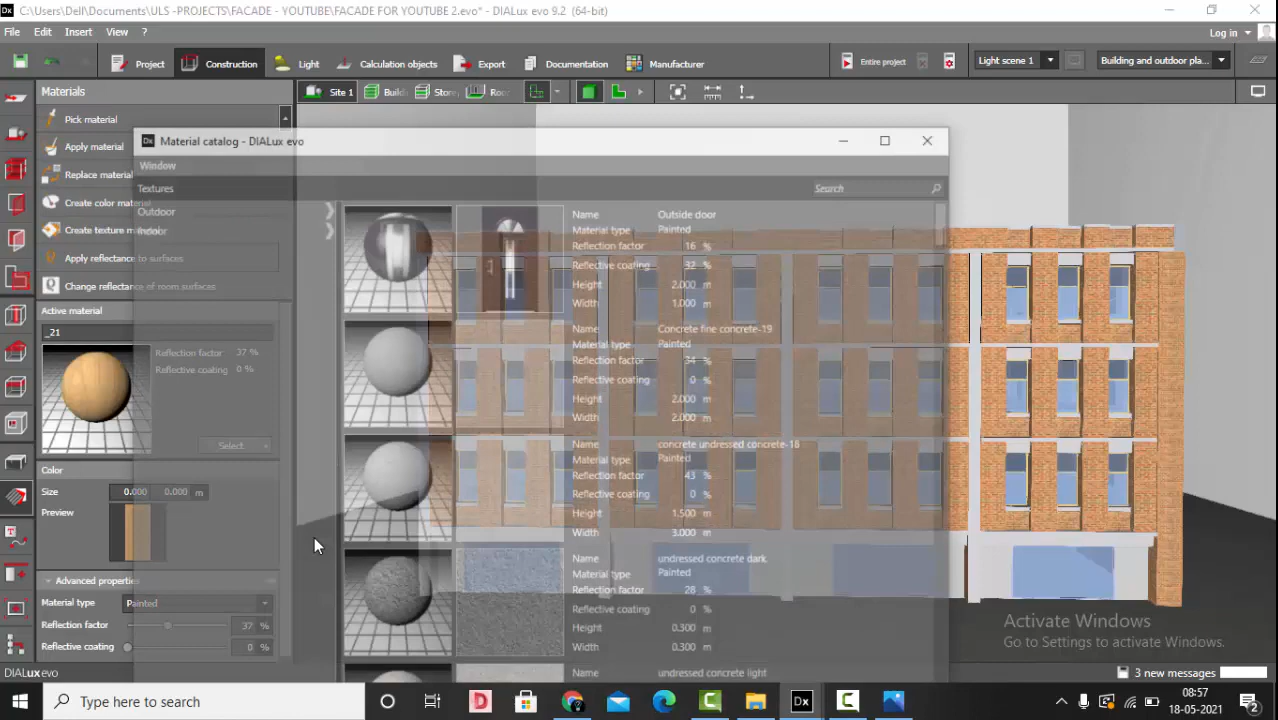 C:\Users\Dell\Documents\ULS -PROJECTS\FACADE - YOUTUBE\FACADE FOR YOUTUBE 2.evo* - DIALux evo 9.2 (64-bit)
File Edit Insert View ? Log in
Project Construction Light Calculation objects Export Documentation Manufacturer Entire project Light scene 1 Building and outdoor pla...
Materials Site 1
Pick material
Material catalog - DIALux evo
Apply material
Window
Replace material
Textures Search
Create color material
Outdoor
Create texture
Indoor
Apply reflectance to surfaces
Change reflectance of room surfaces
Active material
_21
Reflection factor 37 %
Reflective coating 0 %
Select
Color
Size 0.000 0.000 m
Preview
Advanced properties
Material type Painted
Reflection factor 37 %
Reflective coating 0 %
Name Outside door
Material type Painted
Reflection factor 16 %
Reflective coating 32 %
Height 2.000 m
Width 1.000 m
Name Concrete fine concrete-19
Material type Painted
Reflection factor 34 %
Reflective coating 0 %
Height 2.000 m
Width 2.000 m
Name concrete undressed concrete-18
Material type Painted
Reflection factor 43 %
Reflective coating 0 %
Height 1.500 m
Width 3.000 m
Name undressed concrete dark
Material type Painted
Reflection factor 28 %
Reflective coating 0 %
Height 0.300 m
Width 0.300 m
Name undressed concrete light
Activate Windows
Go to Settings to activate Windows.
DIALux evo 3 new messages
Type here to search
08:57
18-05-2021
2